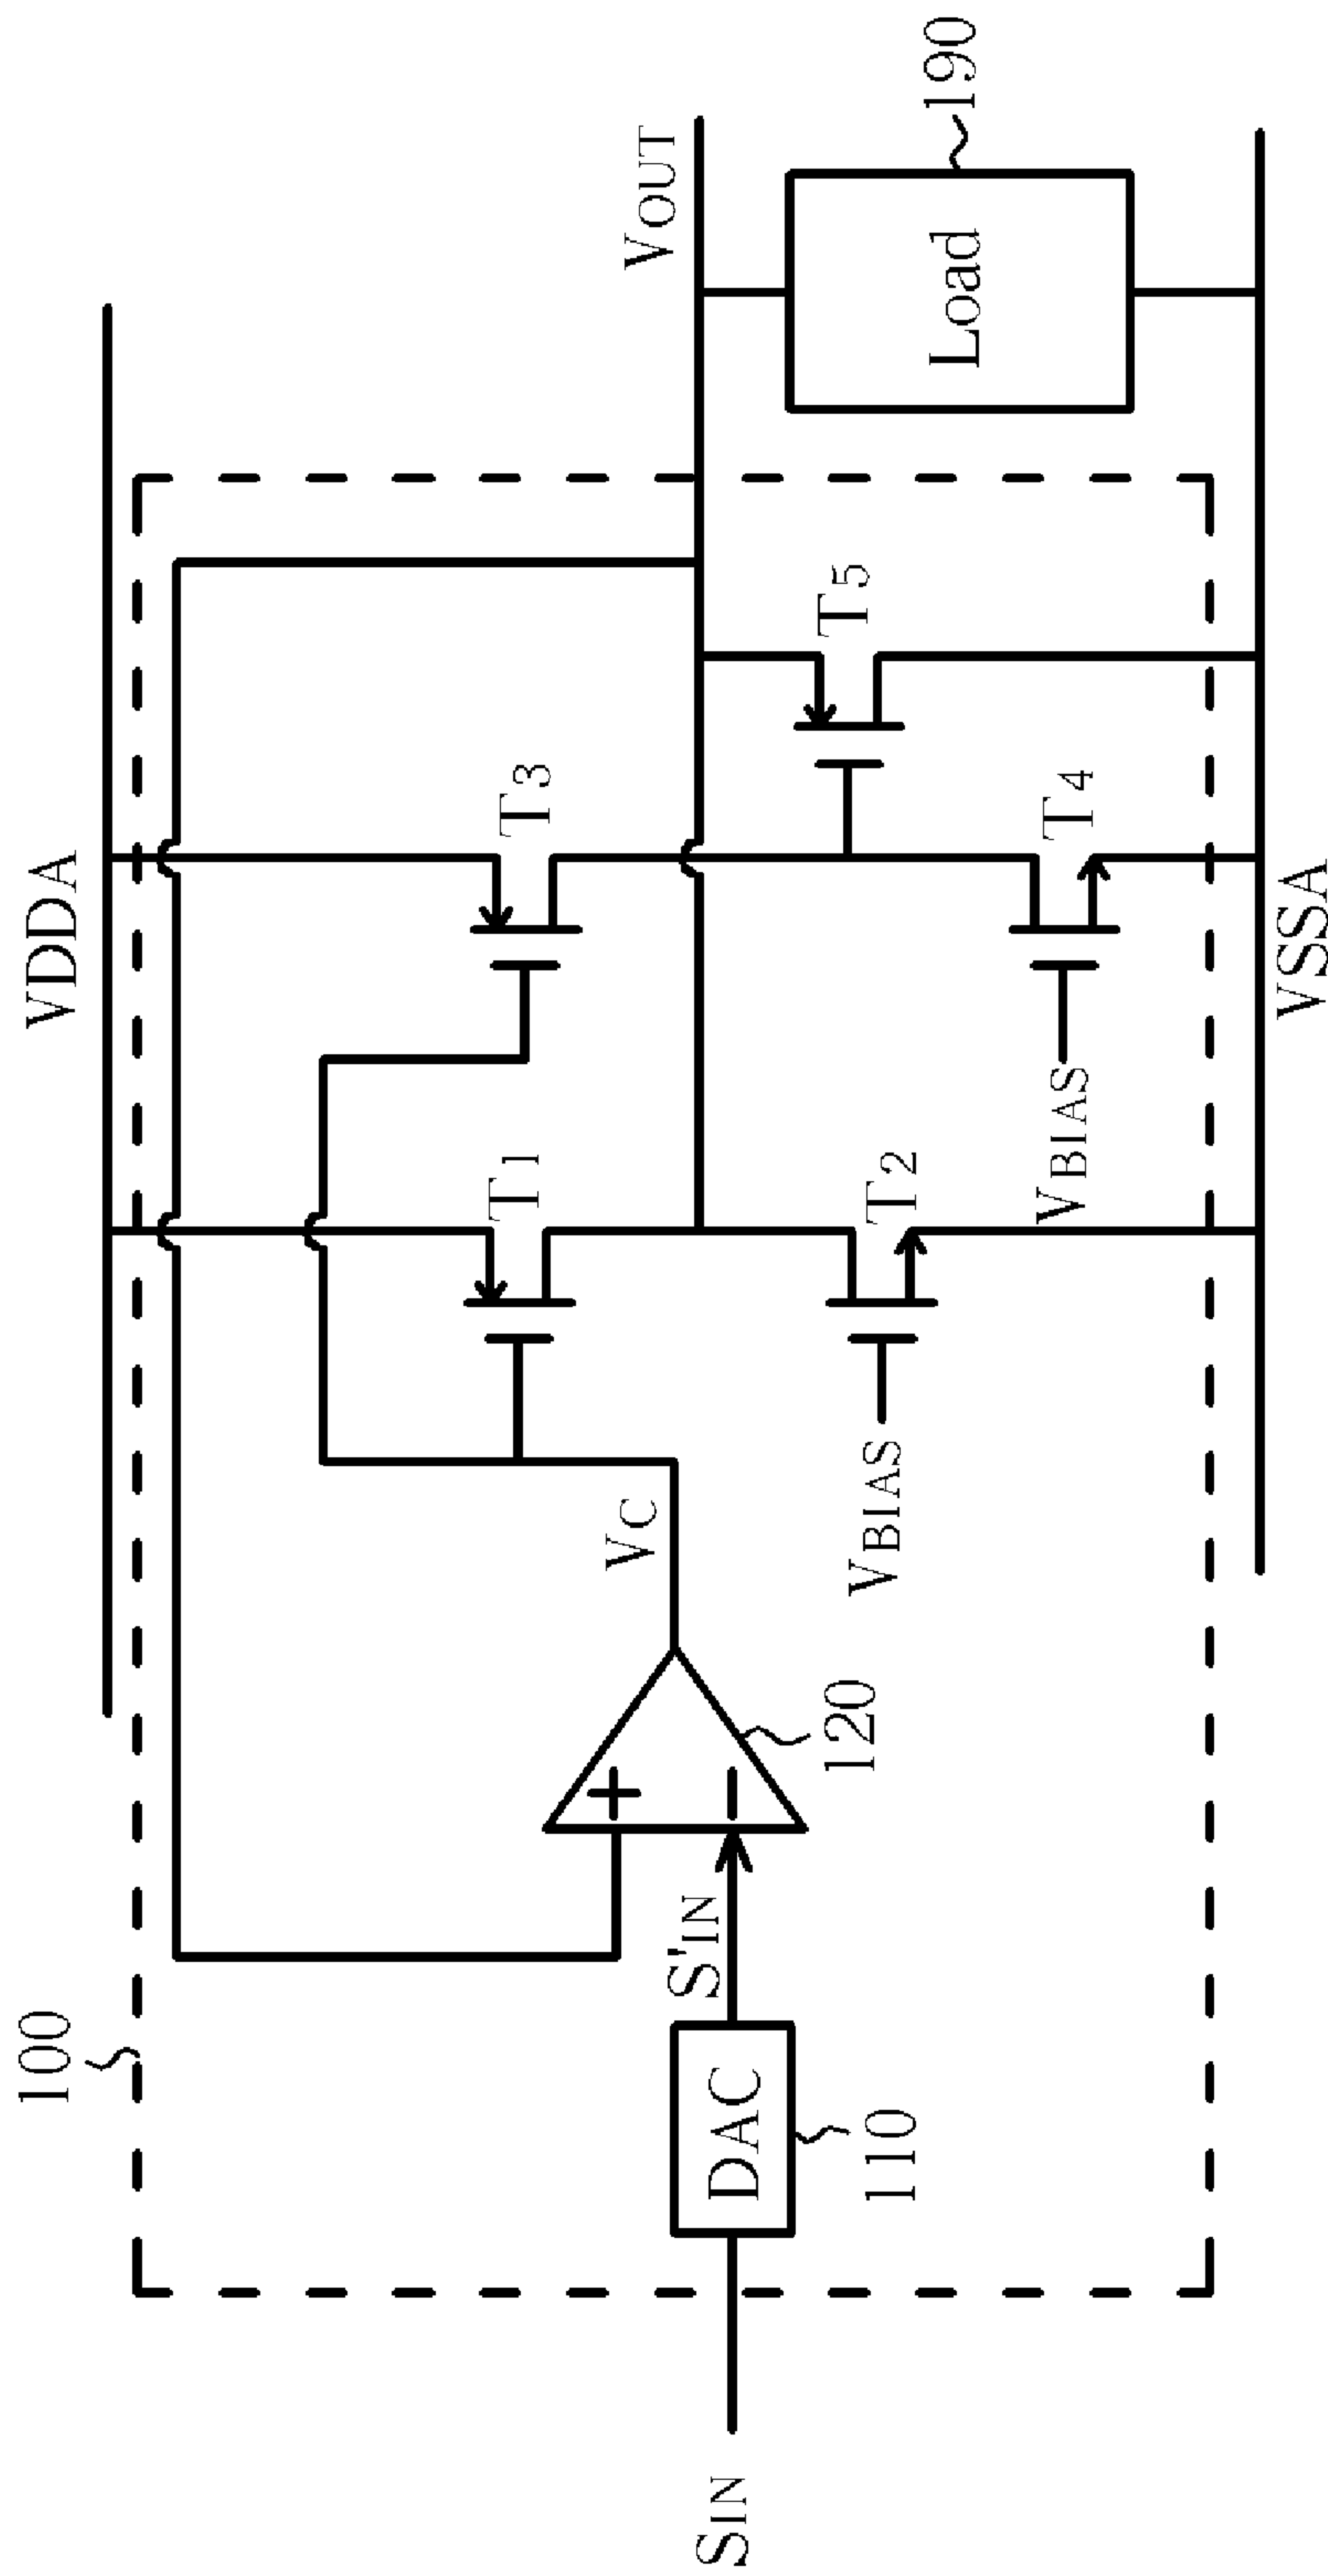 100
VDDA
T1
T3
VC
VOUT
SIN
DAC
S'IN
+
−
110
120
T2
VBIAS
T5
T4
VBIAS
Load
190
VSSA